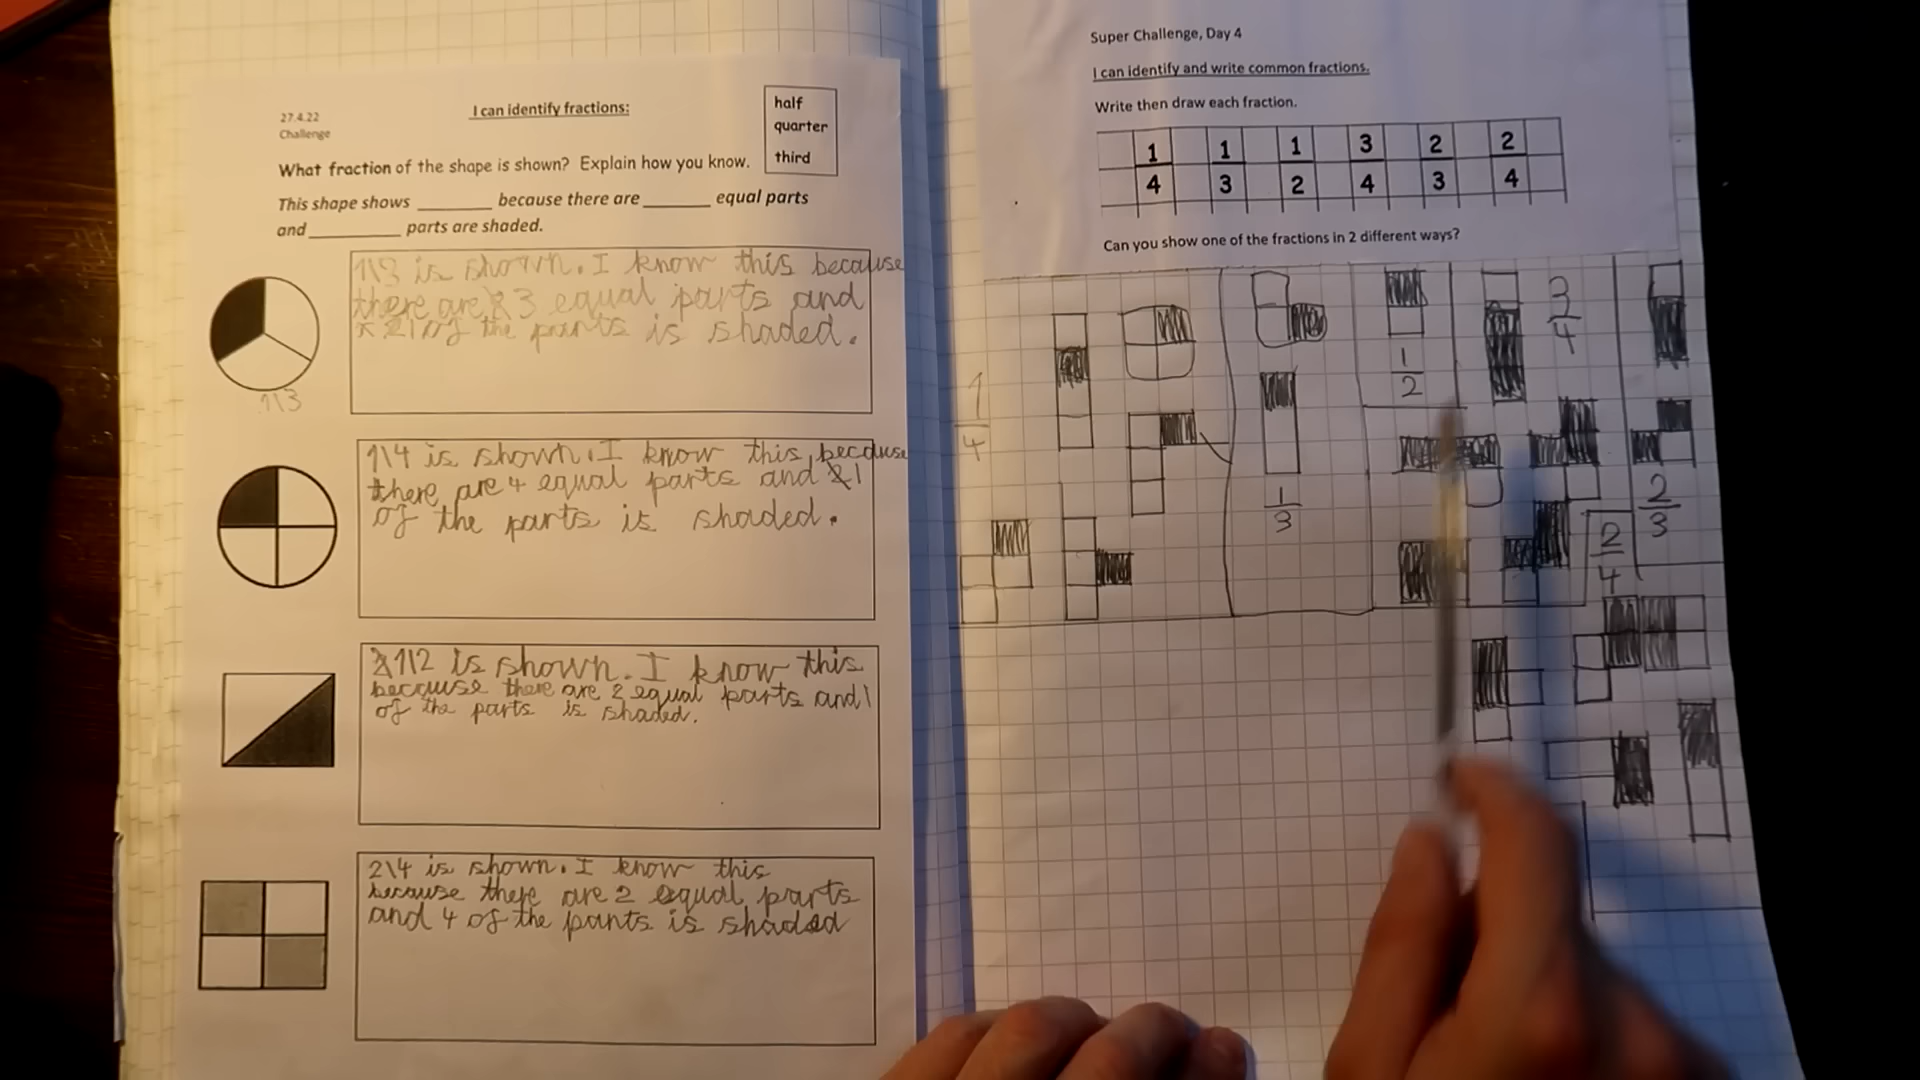 27.4.22
Challenge
I can identify fractions:
half
quarter
third
What fraction of the shape is shown? Explain how you know.
This shape shows _______ because there are _______ equal parts
and _________ parts are shaded.
1\3 is shown. I know this because
there are 3 equal parts and
1 of the parts is shaded.
1\3
1\4 is shown. I know this because
there are 4 equal parts and 1
of the parts is shaded.
1\2 is shown. I know this
because there are 2 equal parts and 1
of the parts is shaded.
2\4 is shown. I know this
because there are 2 equal parts
and 4 of the parts is shaded
Super Challenge, Day 4
I can identify and write common fractions.
Write then draw each fraction.
1 1 1 3 2 2
4 3 2 4 3 4
Can you show one of the fractions in 2 different ways?
1
4
1
3
1
2
3
4
2
3
2
4